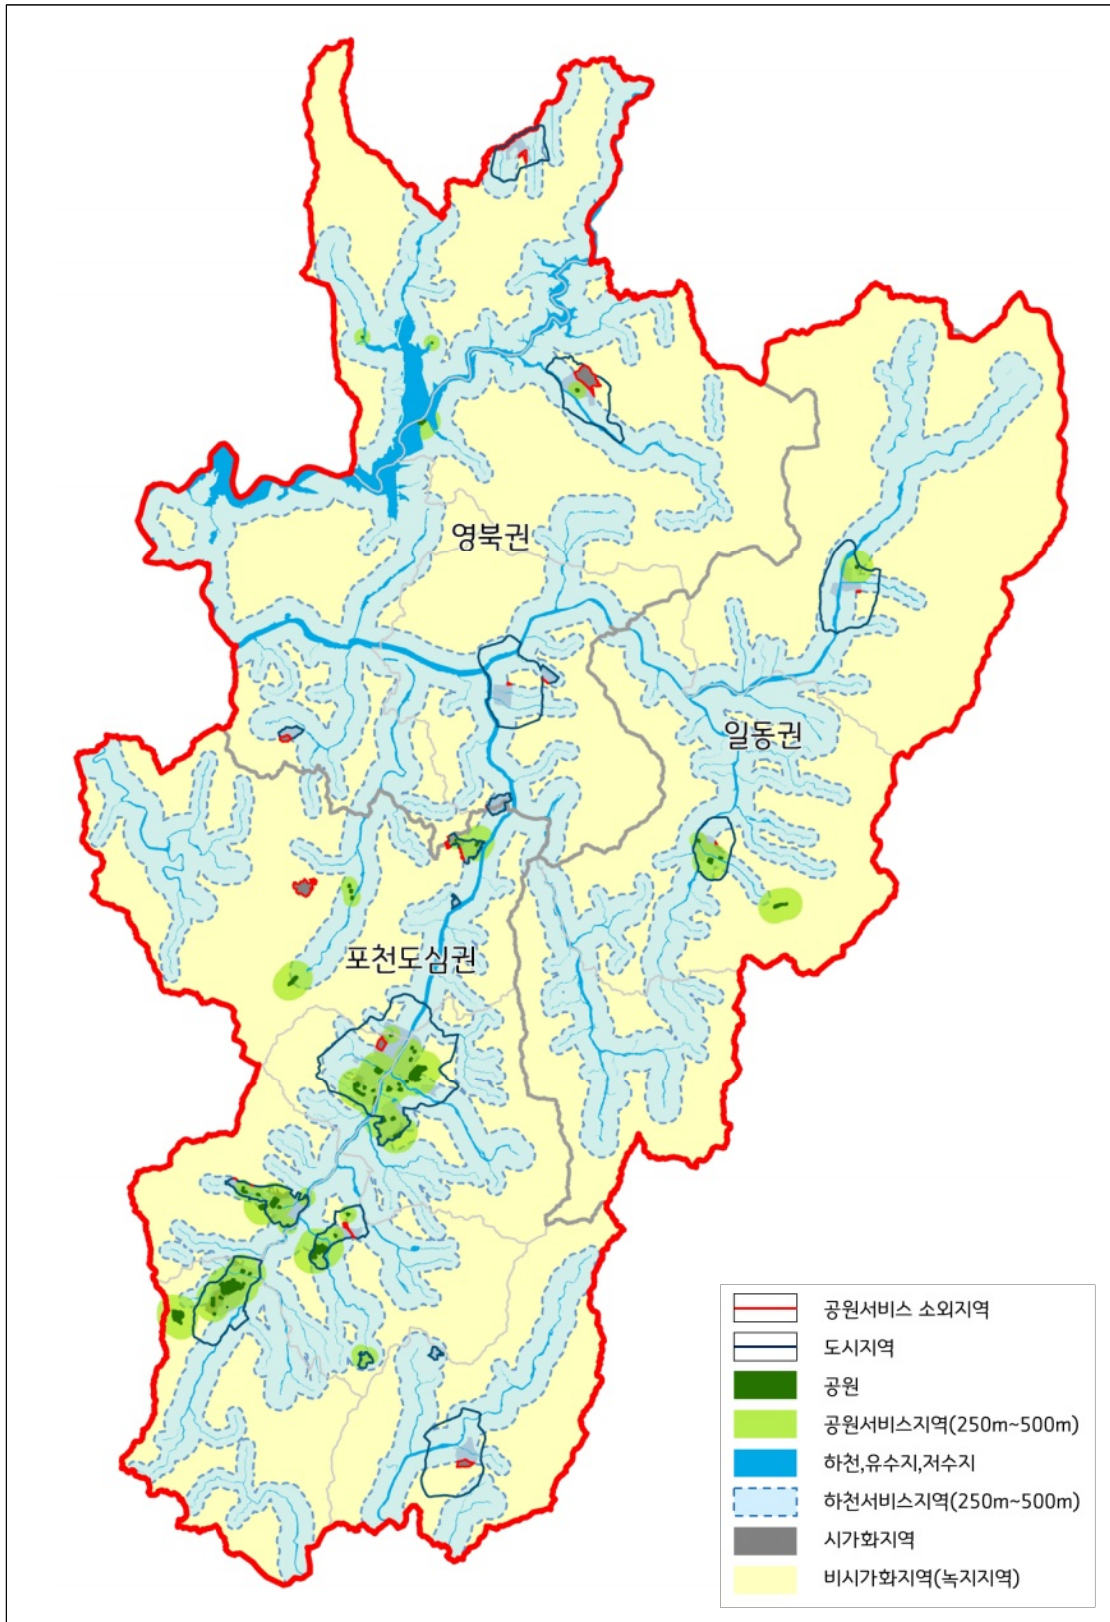 영북권
일동권
포천도심권
공원서비스 소외지역
도시지역
공원
공원서비스지역(250m~500m)
하천,유수지,저수지
하천서비스지역(250m~500m)
시가화지역
비시가화지역(녹지지역)